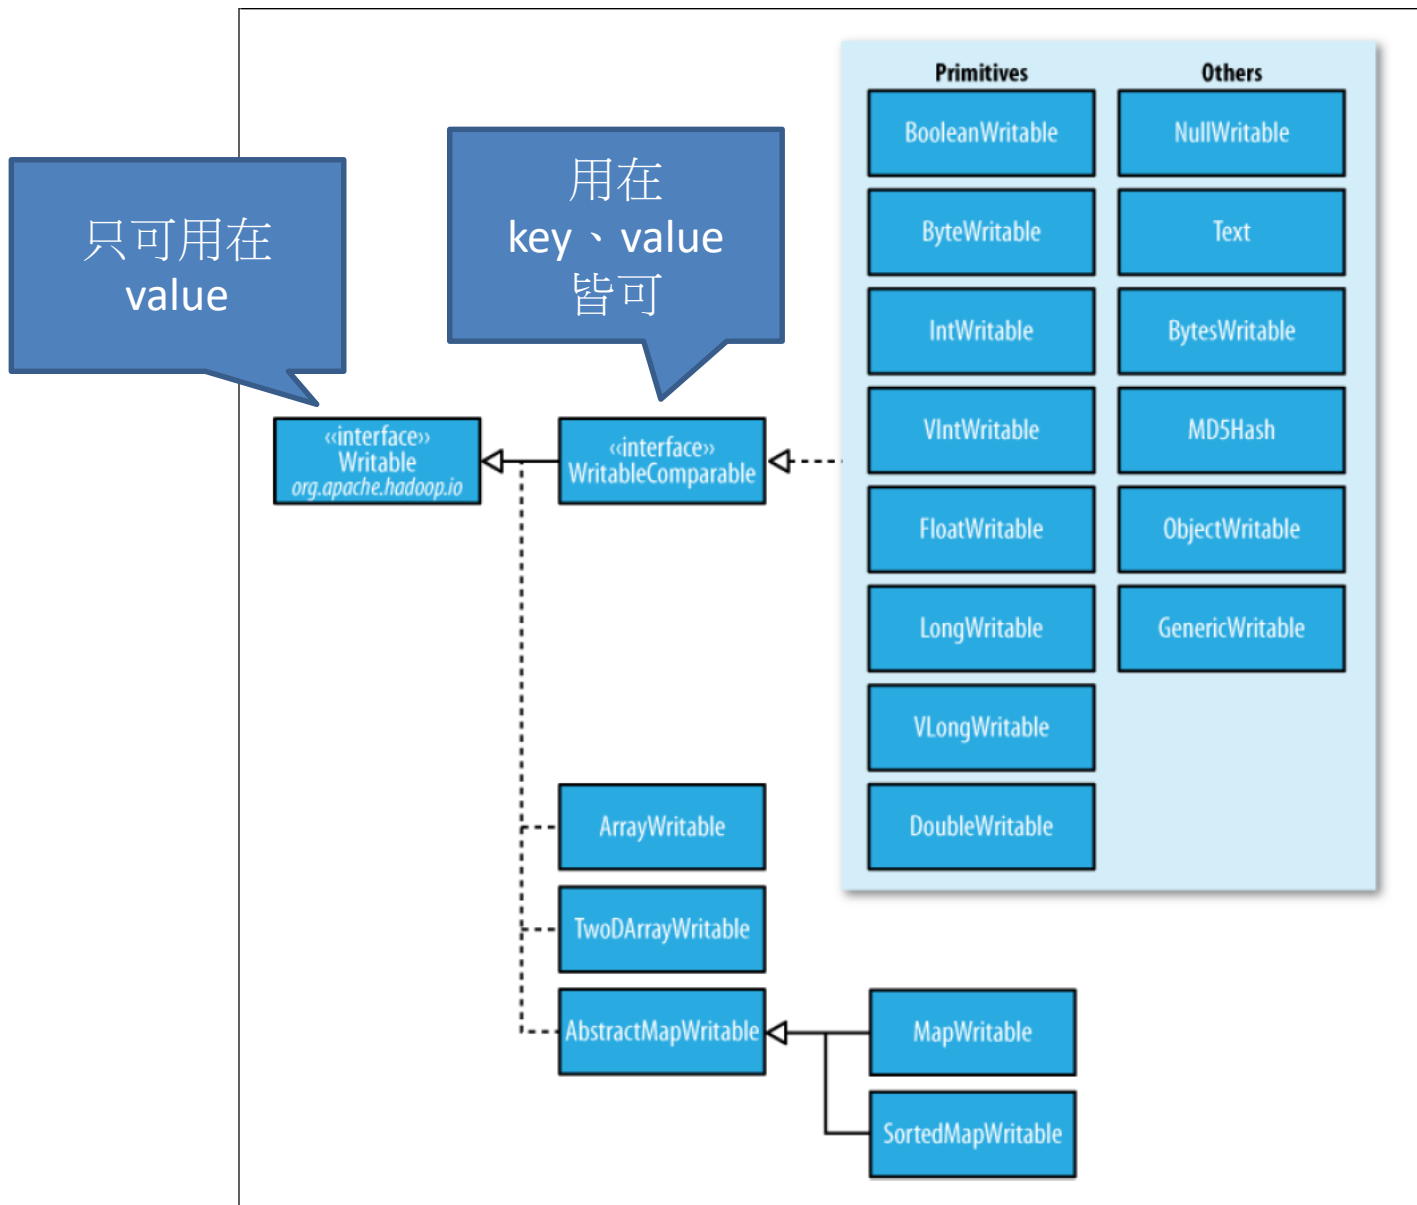 只可用在
value
用在
key、value
皆可
«interface»
Writable
org.apache.hadoop.io
«interface»
WritableComparable
Primitives
Others
BooleanWritable
NullWritable
ByteWritable
Text
IntWritable
BytesWritable
VIntWritable
MD5Hash
FloatWritable
ObjectWritable
LongWritable
GenericWritable
VLongWritable
DoubleWritable
ArrayWritable
TwoDArrayWritable
AbstractMapWritable
MapWritable
SortedMapWritable